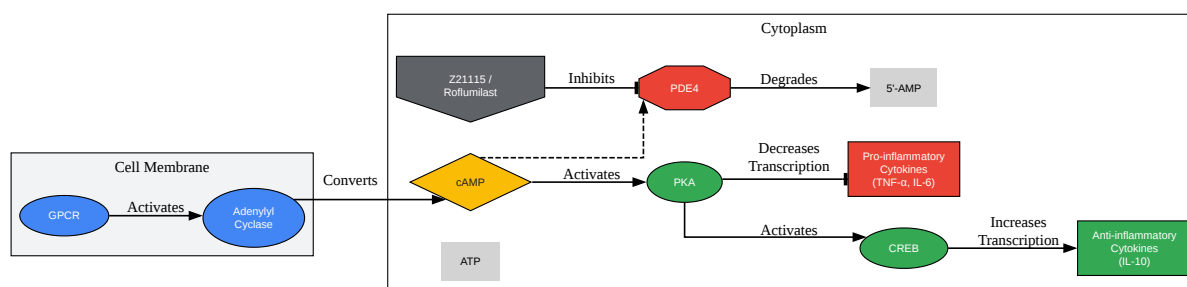 Cytoplasm
Z21115 /
Roflumilast
Inhibits
PDE4
Degrades
5'-AMP
Cell Membrane
GPCR
Activates
Adenylyl
Cyclase
Converts
cAMP
Activates
PKA
Decreases
Transcription
Pro-inflammatory
Cytokines
(TNF-α, IL-6)
Activates
CREB
Increases
Transcription
Anti-inflammatory
Cytokines
(IL-10)
ATP